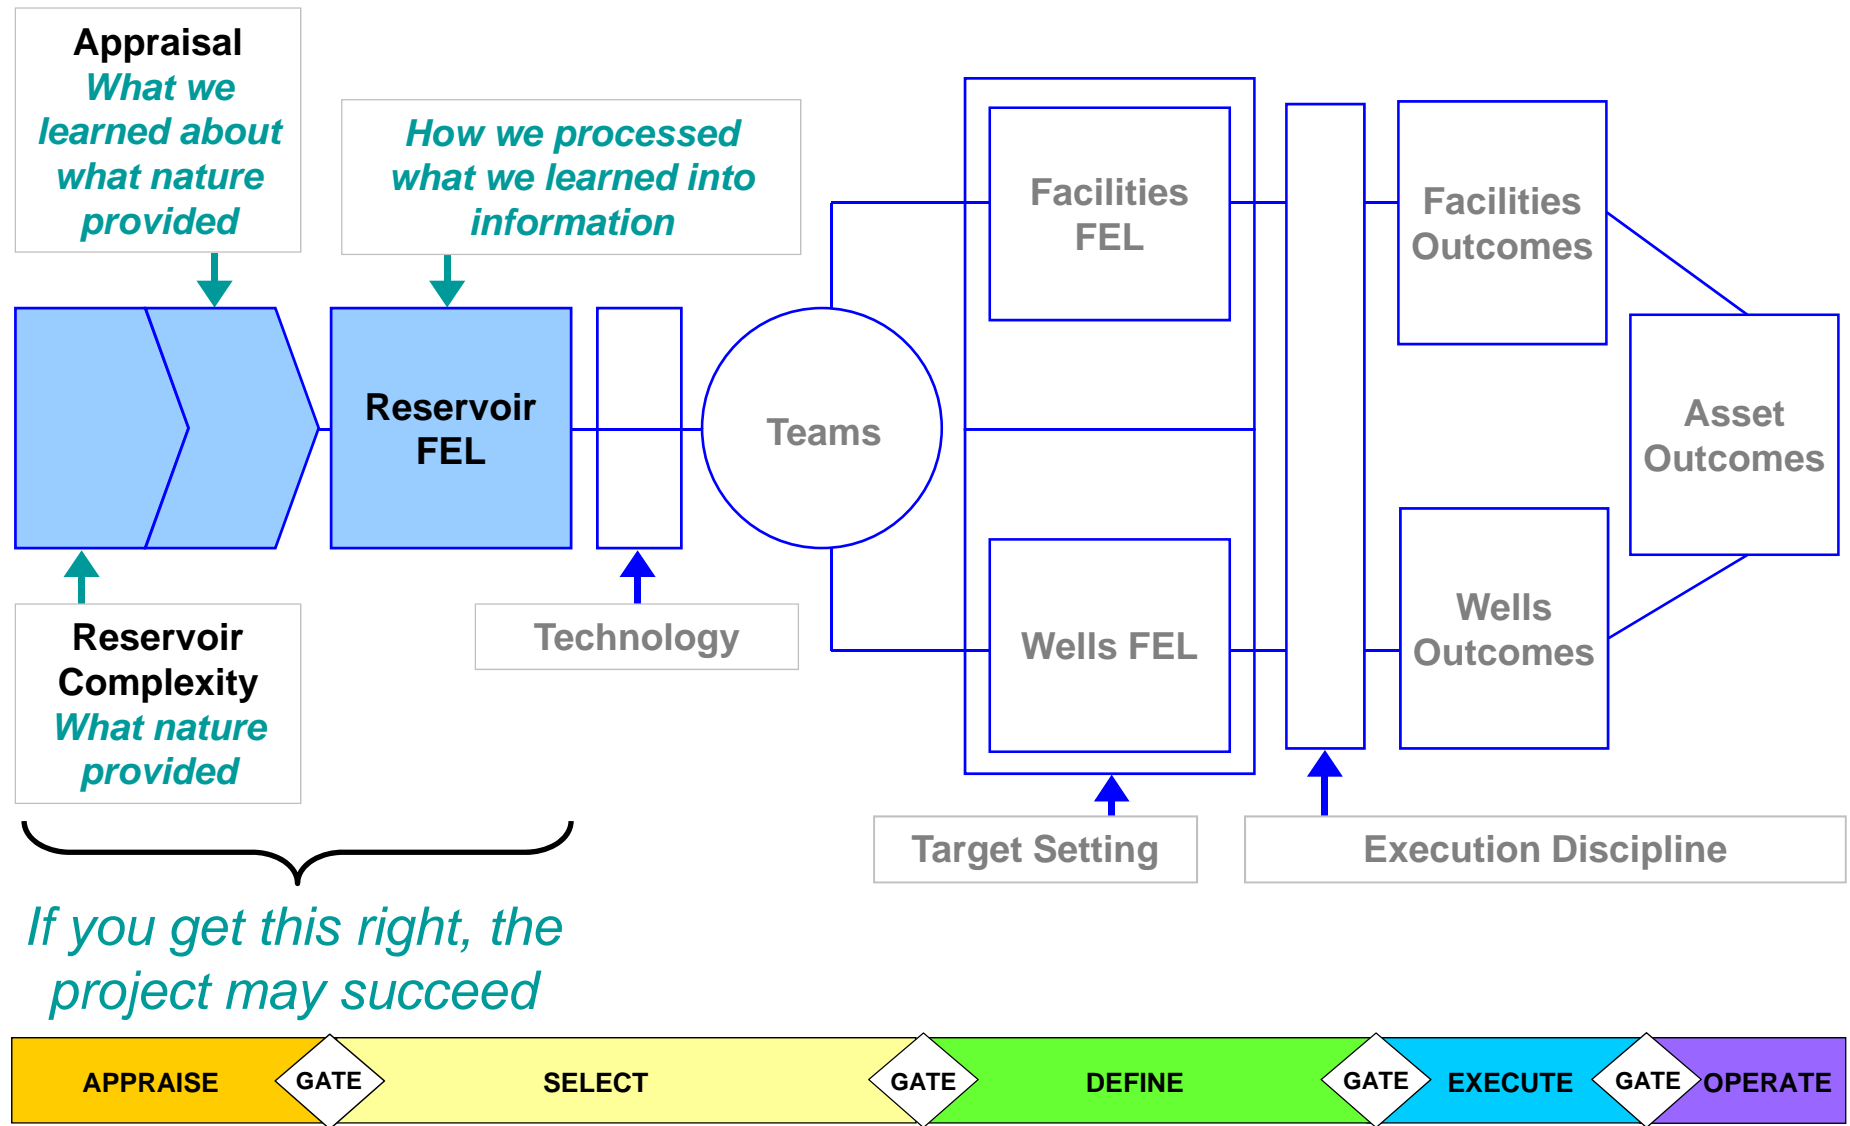 Appraisal
What we
learned about
what nature
provided
How we processed
what we learned into
information
Facilities
FEL
Facilities
Outcomes
Reservoir
FEL
Teams
Asset
Outcomes
Reservoir
Complexity
What nature
provided
Technology
Wells FEL
Wells
Outcomes
Target Setting
Execution Discipline
If you get this right, the
project may succeed
APPRAISE
GATE
SELECT
GATE
DEFINE
GATE
EXECUTE
GATE
OPERATE